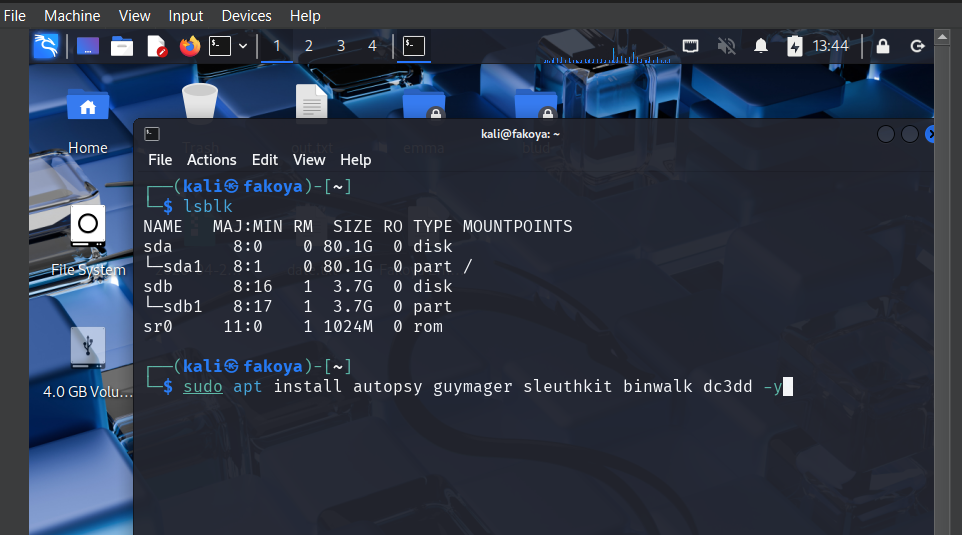 File Machine View Input Devices Help
1 2 3 4 13:44
Home
Trash
out.txt
emma
File System
4.0 GB Volu...
kali@fakoya: ~
File Actions Edit View Help
┌──(kali㉿fakoya)-[~]
└─$ lsblk
NAME MAJ:MIN RM SIZE RO TYPE MOUNTPOINTS
sda 8:0 0 80.1G 0 disk
└─sda1 8:1 0 80.1G 0 part /
sdb 8:16 1 3.7G 0 disk
└─sdb1 8:17 1 3.7G 0 part
sr0 11:0 1 1024M 0 rom
┌──(kali㉿fakoya)-[~]
└─$ sudo apt install autopsy guymager sleuthkit binwalk dc3dd -y